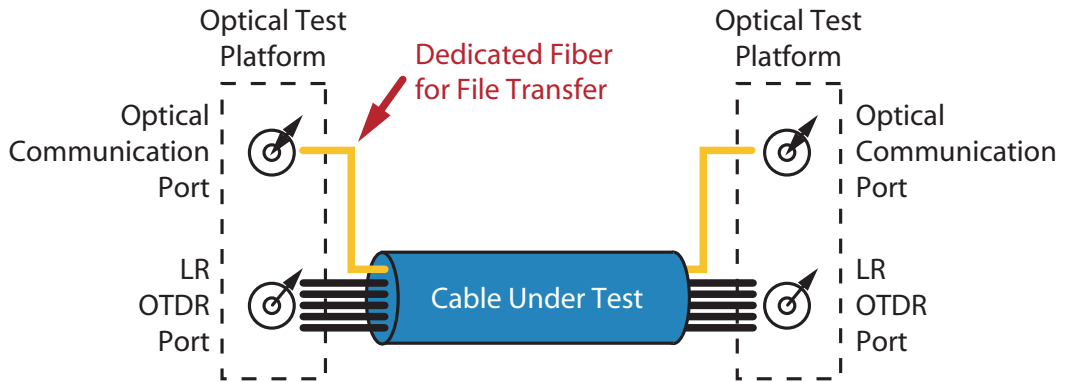 Optical Test
Platform
Optical Test
Platform
Dedicated Fiber
for File Transfer
Optical
Communication
Port
Optical
Communication
Port
LR
OTDR
Port
Cable Under Test
LR
OTDR
Port